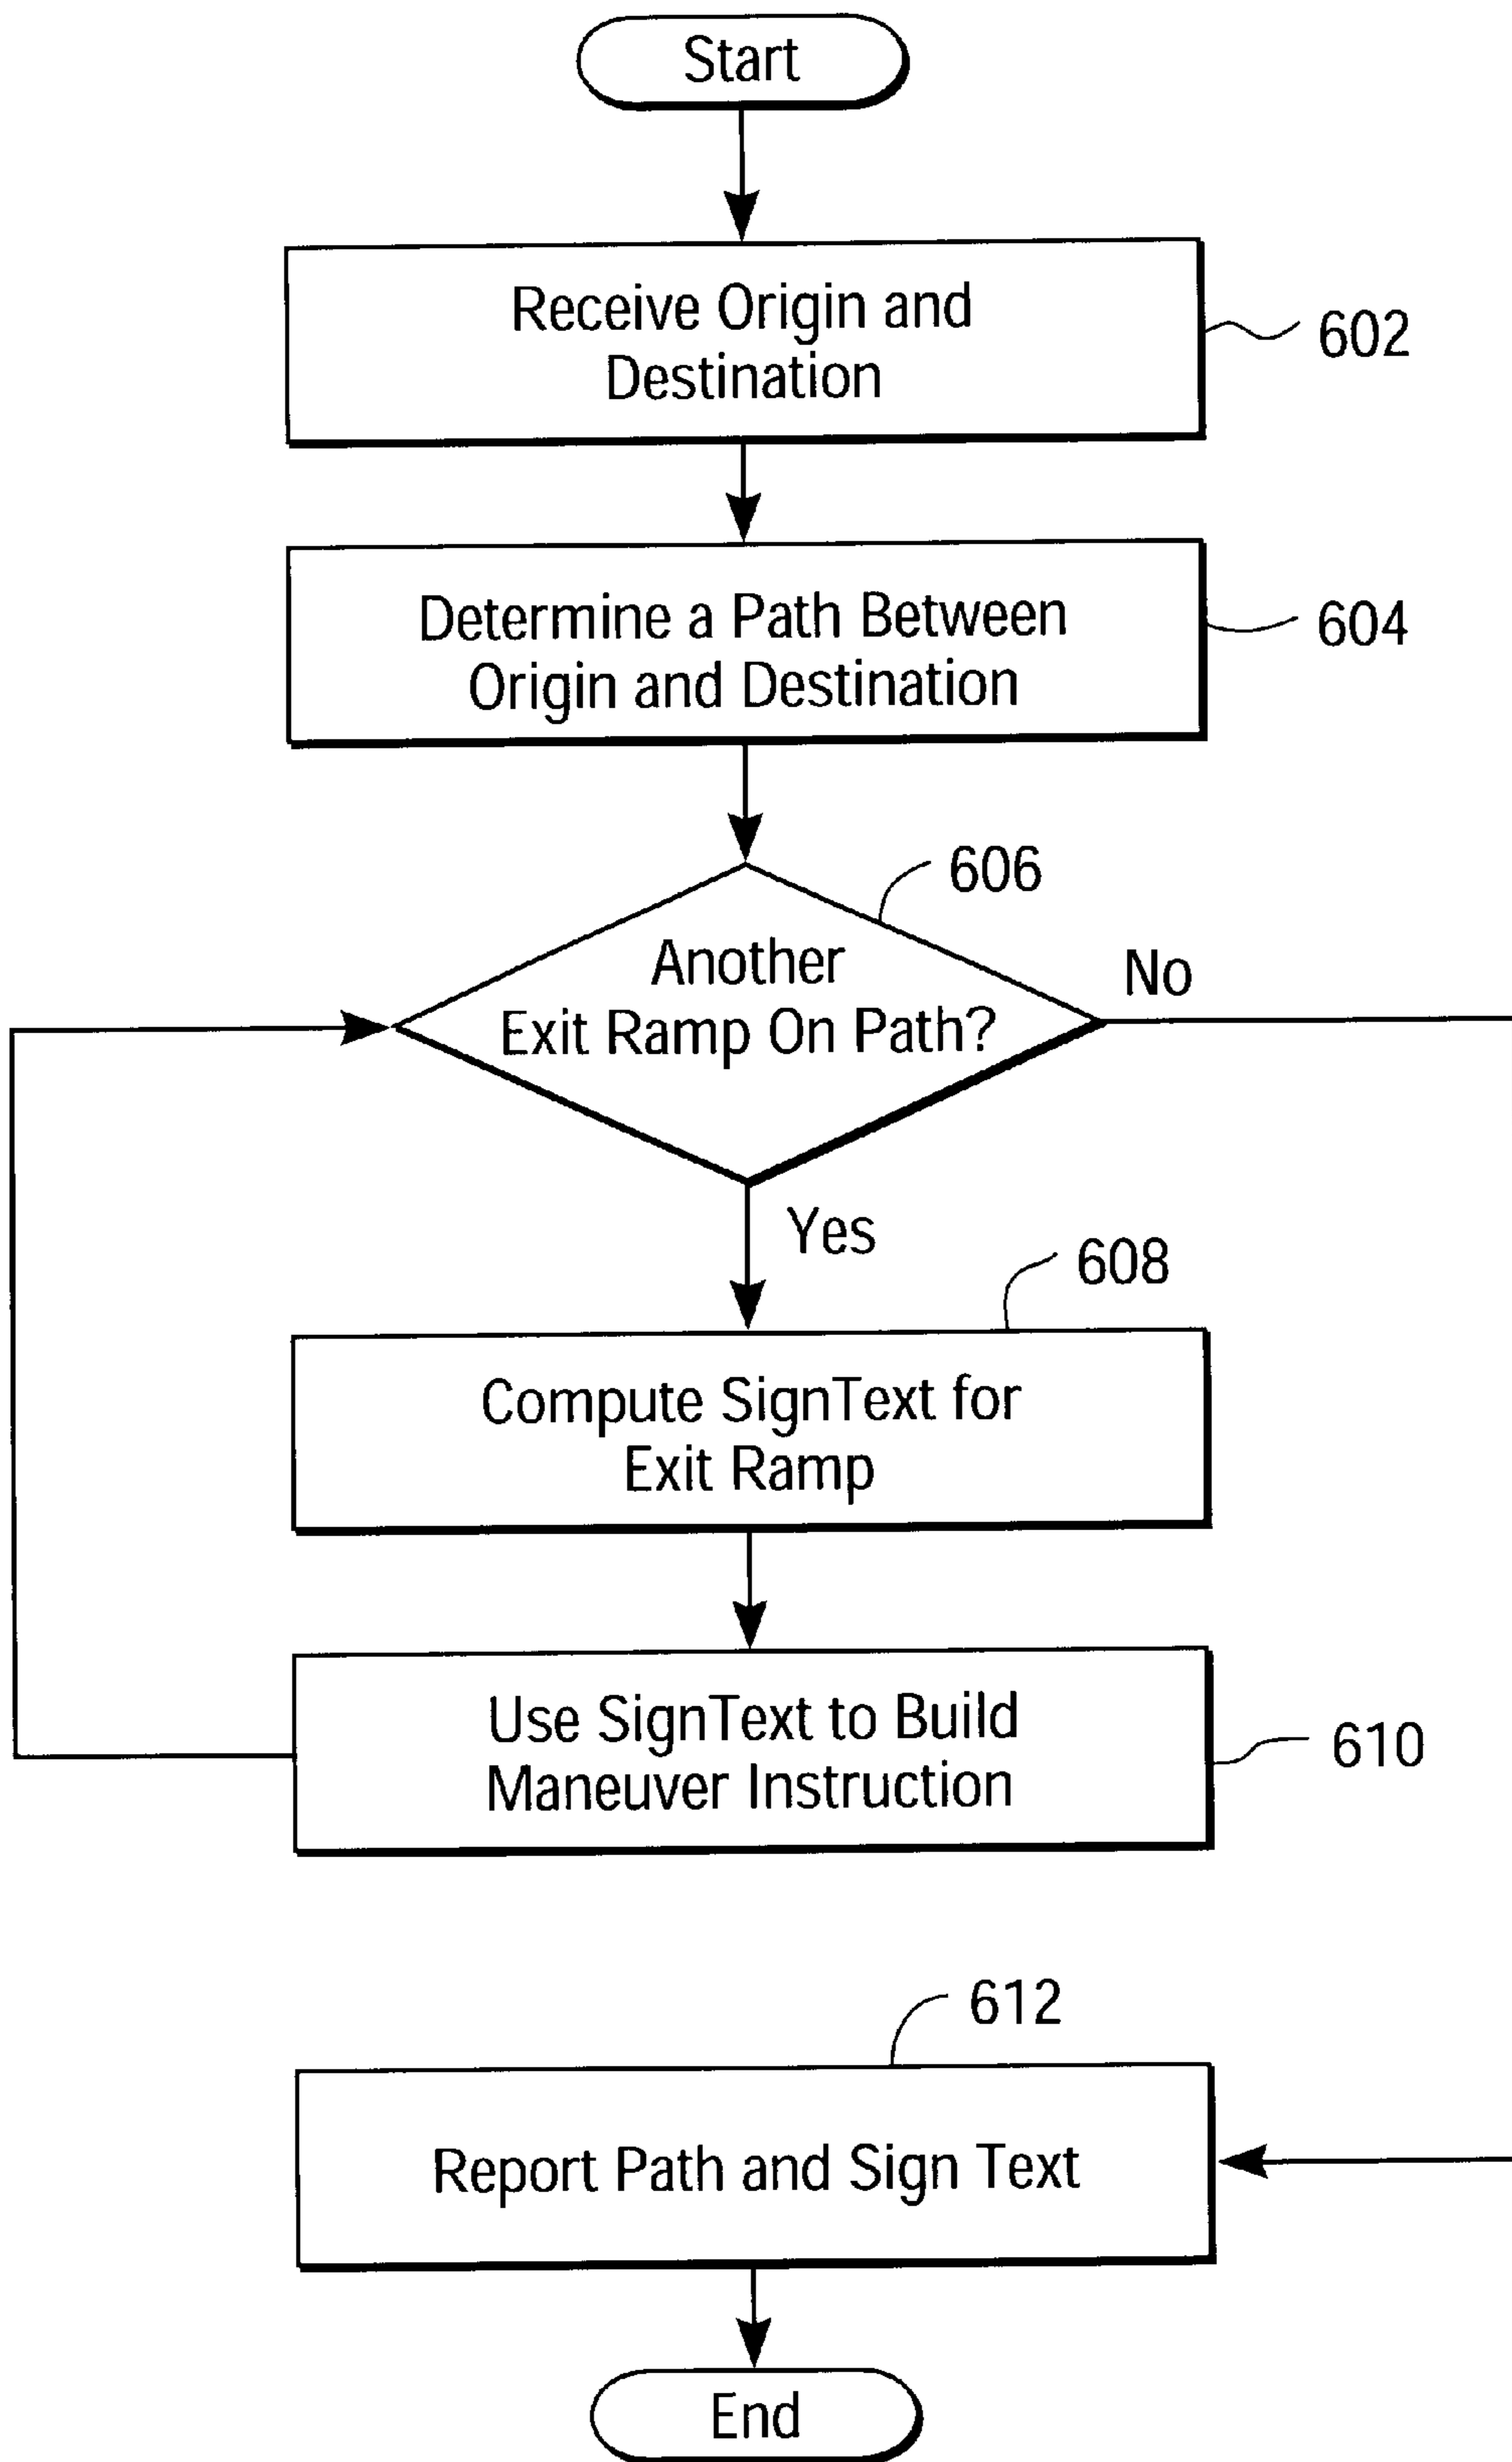 Start
Receive Origin and
Destination
602
Determine a Path Between
Origin and Destination
604
606
Another
Exit Ramp On Path?
No
Yes
608
Compute SignText for
Exit Ramp
Use SignText to Build
Maneuver Instruction
610
612
Report Path and Sign Text
End